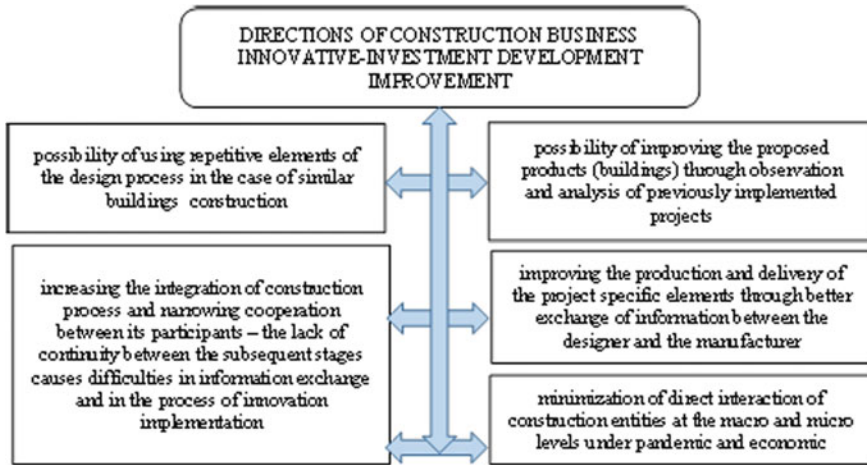 DIRECTIONS OF CONSTRUCTION BUSINESS
INNOVATIVE-INVESTMENT DEVELOPMENT
IMPROVEMENT
possibility of using repetitive elements of
the design process in the case of similar
buildings construction
possibility of improving the proposed
products (buildings) through observation
and analysis of previously implemented
projects
increasing the integration of construction
process and narrowing cooperation
between its participants – the lack of
continuity between the subsequent stages
causes difficulties in information exchange
and in the process of innovation
implementation
improving the production and delivery of
the project specific elements through better
exchange of information between the
designer and the manufacturer
minimization of direct interaction of
construction entities at the macro and micro
levels under pandemic and economic